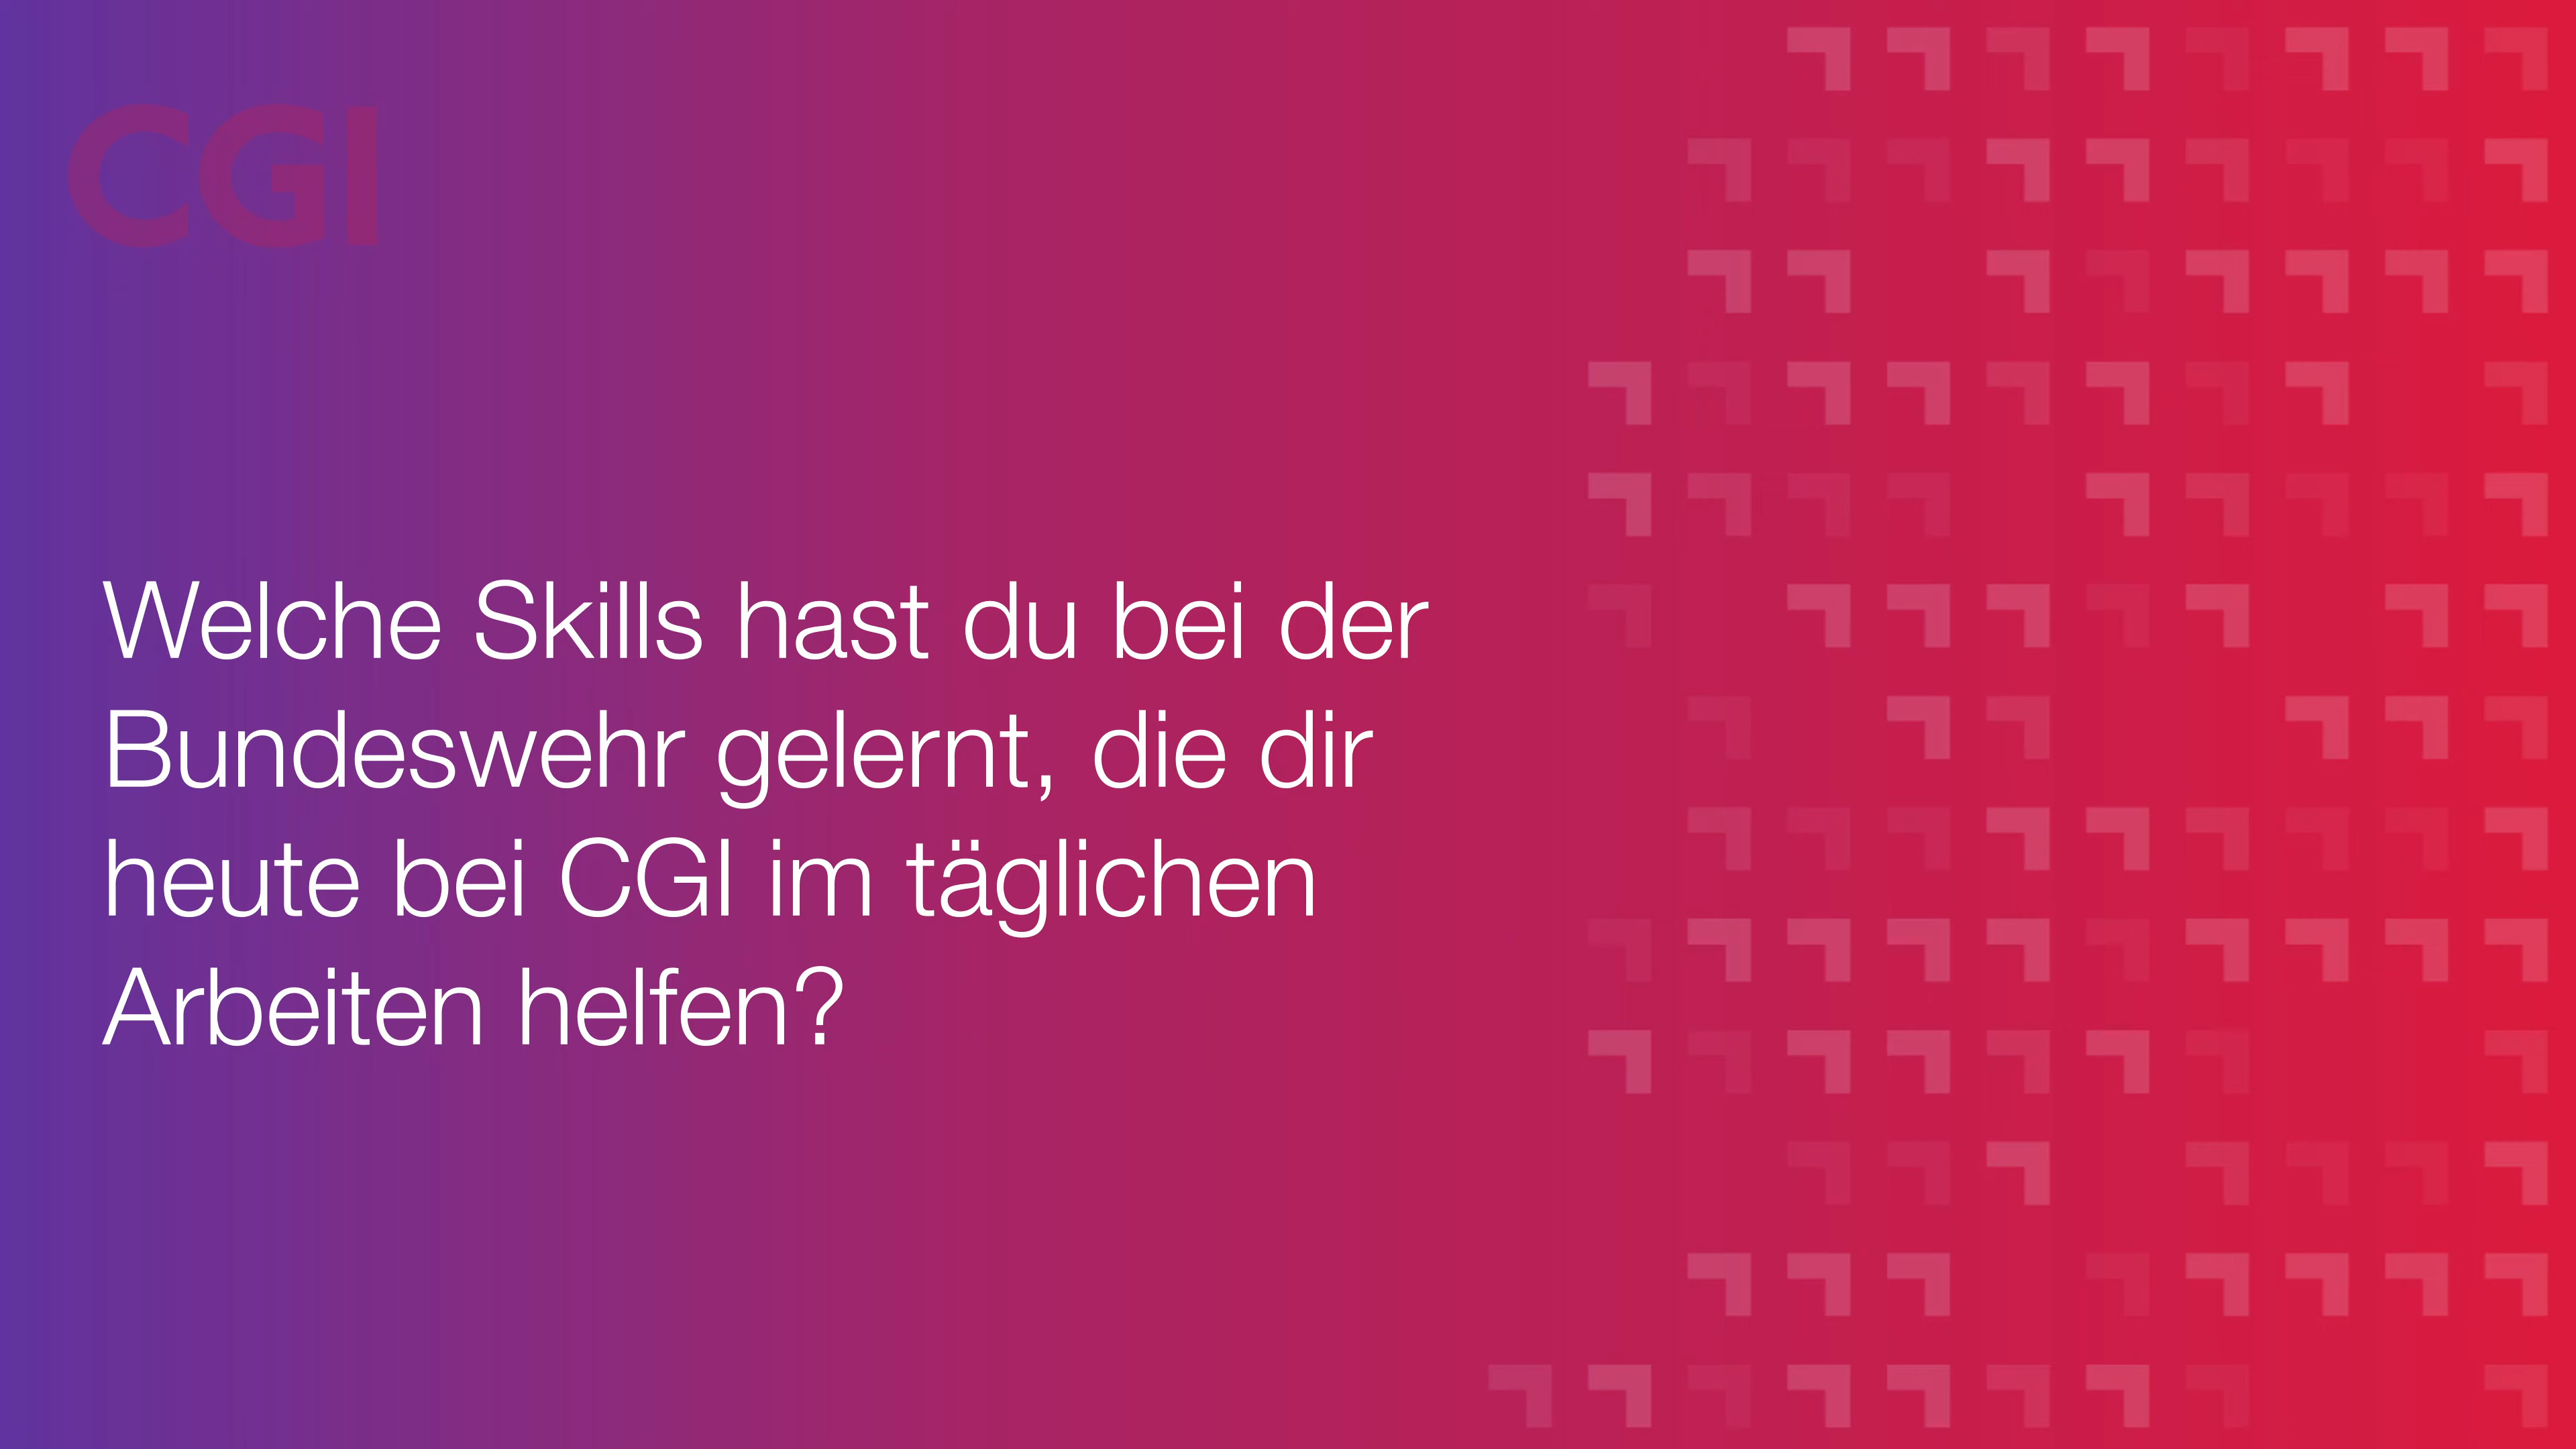 CGI
Welche Skills hast du bei der
Bundeswehr gelernt, die dir
heute bei CGI im täglichen
Arbeiten helfen?